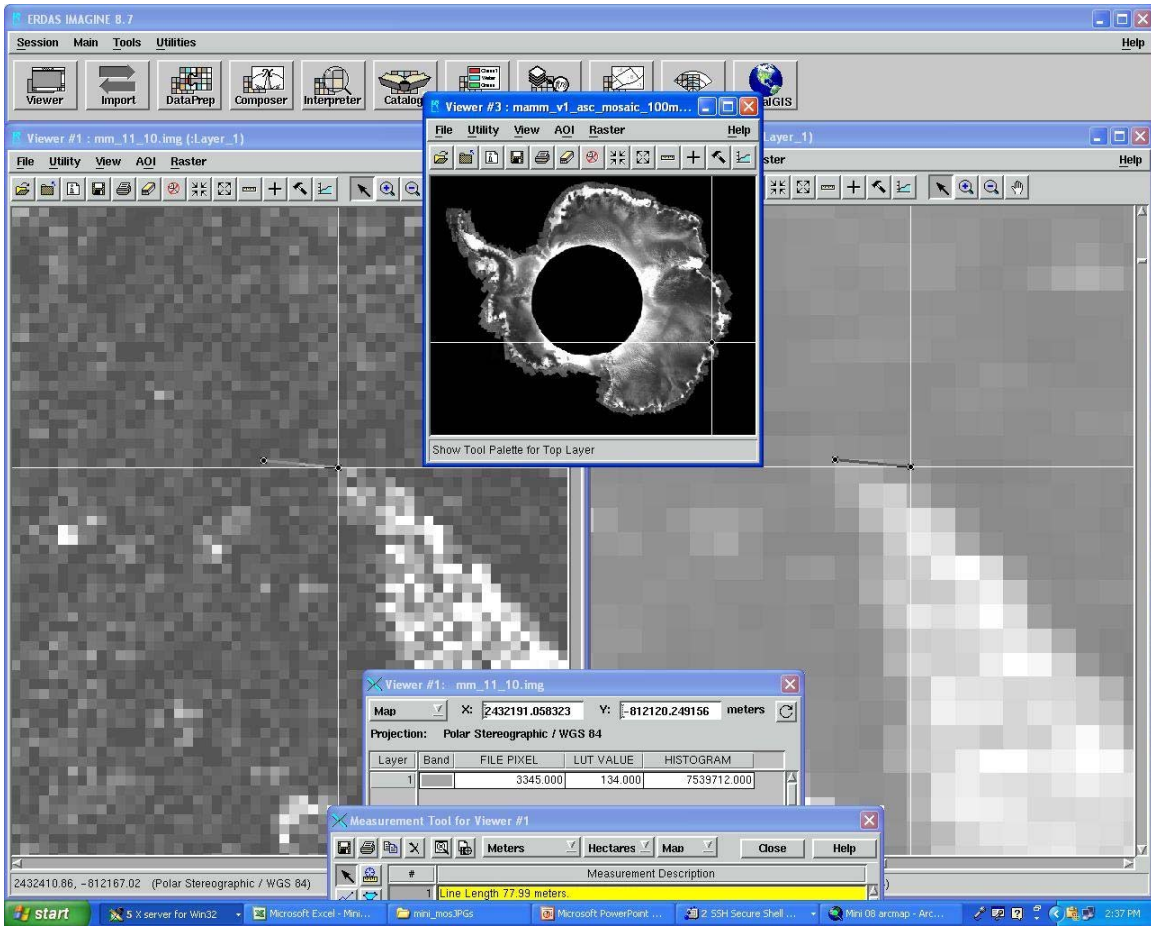 ERDAS IMAGINE 8.7
Session Main Tools Utilities Help
Viewer Import DataPrep Composer Interpreter Catalog
Viewer #3 : mamm_v1_asc_mosaic_100m...
File Utility View AOI Raster Help
Show Tool Palette for Top Layer
Viewer #1 : mm_11_10.img (:Layer_1)
File Utility View AOI Raster
Layer_1)
Help
Viewer #1: mm_11_10.img
Map X: 2432191.058323 Y: -812120.249156 meters
Projection: Polar Stereographic / WGS 84
Layer Band FILE PIXEL LUT VALUE HISTOGRAM
1 3345.000 134.000 7539712.000
Measurement Tool for Viewer #1
Meters Hectares Map Close Help
# Measurement Description
1 Line Length 77.99 meters.
2432410.86, -812167.02 (Polar Stereographic / WGS 84)
start 5 X server for Win32 Microsoft Excel - Mini... mini_mosJPGs Microsoft PowerPoint ... 2 SSH Secure Shell ... Mini 08 arcmap - Arc... 2:37 PM